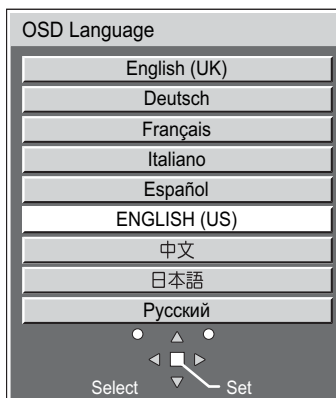 OSD Language
English (UK)
Deutsch
Français
Italiano
Español
ENGLISH (US)
中文
日本語
Русский
Select
Set